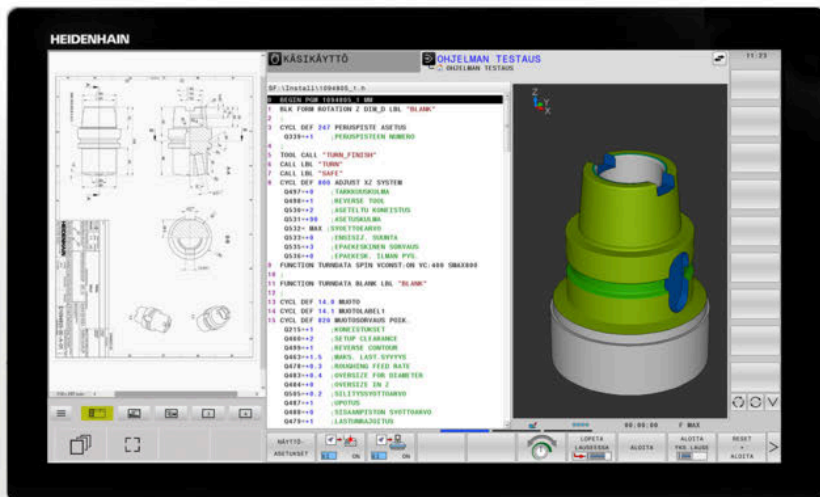 HEIDENHAIN
KÄSIKÄYTTÖ
OHJELMAN TESTAUS
OHJELMAN TESTAUS
11:23
SF:\Install\1094805_1.h
0 BEGIN PGM 1094805_1 MM
1 BLK FORM ROTATION Z DIM_D LBL "BLANK"
2 ;
3 CYCL DEF 247 PERUSPISTE ASETUS
Q339=+1 ;PERUSPISTEEN NUMERO
4 ;
5 TOOL CALL "TURN_FINISH"
6 CALL LBL "TURN"
7 CALL LBL "SAFE"
8 CYCL DEF 800 ADJUST XZ SYSTEM
Q497=+0 ;TARKKUUSKULMA
Q498=+1 ;REVERSE TOOL
Q530=+2 ;ASETELTU KONEISTUS
Q531=+90 ;ASETUSKULMA
Q532= MAX ;SYOETTOEARVO
Q533=+0 ;ENSISIJ. SUUNTA
Q535=+3 ;EPAEKESKINEN SORVAUS
Q536=+0 ;EPAEKESK. ILMAN PYS.
9 FUNCTION TURNDATA SPIN VCONST:ON VC:400 SMAX800
10 ;
11 FUNCTION TURNDATA BLANK LBL "BLANK"
12 ;
13 CYCL DEF 14.0 MUOTO
14 CYCL DEF 14.1 MUOTOLABEL1
15 CYCL DEF 820 MUOTOSORVAUS POIK.
Q215=+1 ;KONEISTUKSET
Q460=+2 ;SETUP CLEARANCE
Q499=+1 ;REVERSE CONTOUR
Q463=+1.5 ;MAKS. LAST.SYVYYS
Q478=+0.3 ;ROUGHING FEED RATE
Q483=+0.4 ;OVERSIZE FOR DIAMETER
Q484=+0 ;OVERSIZE IN Z
Q505=+0.2 ;SILITYSSYOTTOARVO
Q487=+1 ;UPOTUS
Q488=+0 ;SISAANPISTON SYOTTOARVO
Q479=+1 ;LASTUNRAJOITUS
Z
Y
X
00:00:00 F MAX
NÄYTTÖ-
ASETUKSET
ON
ON
LOPETA
LAUSEESSA
ALOITA
ALOITA
YKS.LAUSE
RESET
+
ALOITA